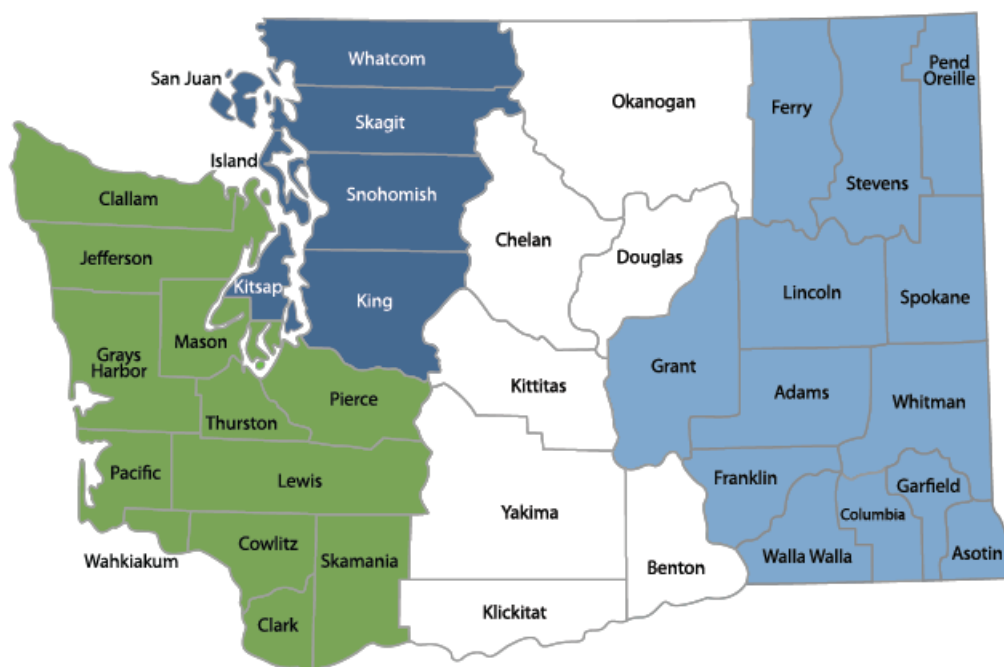 Whatcom
San Juan
Skagit
Island
Snohomish
Kitsap
King
Clallam
Jefferson
Mason
Grays
Harbor
Thurston
Pierce
Pacific
Lewis
Wahkiakum
Cowlitz
Skamania
Clark
Okanogan
Chelan
Douglas
Kittitas
Yakima
Klickitat
Benton
Ferry
Stevens
Pend
Oreille
Lincoln
Spokane
Grant
Adams
Whitman
Franklin
Garfield
Columbia
Walla Walla
Asotin